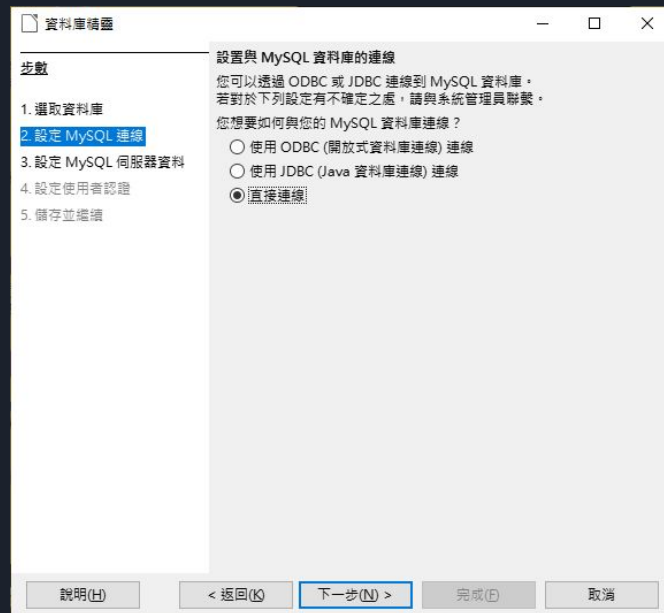 資料庫精靈
步數
1. 選取資料庫
2. 設定 MySQL 連線
3. 設定 MySQL 伺服器資料
4. 設定使用者認證
5. 儲存並繼續
設置與 MySQL 資料庫的連線
您可以透過 ODBC 或 JDBC 連線到 MySQL 資料庫。
若對於下列設定有不確定之處，請與系統管理員聯繫。
您想要如何與您的 MySQL 資料庫連線？
使用 ODBC (開放式資料庫連線) 連線
使用 JDBC (Java 資料庫連線) 連線
直接連線
說明(H)
< 返回(K)
下一步(N) >
完成(F)
取消